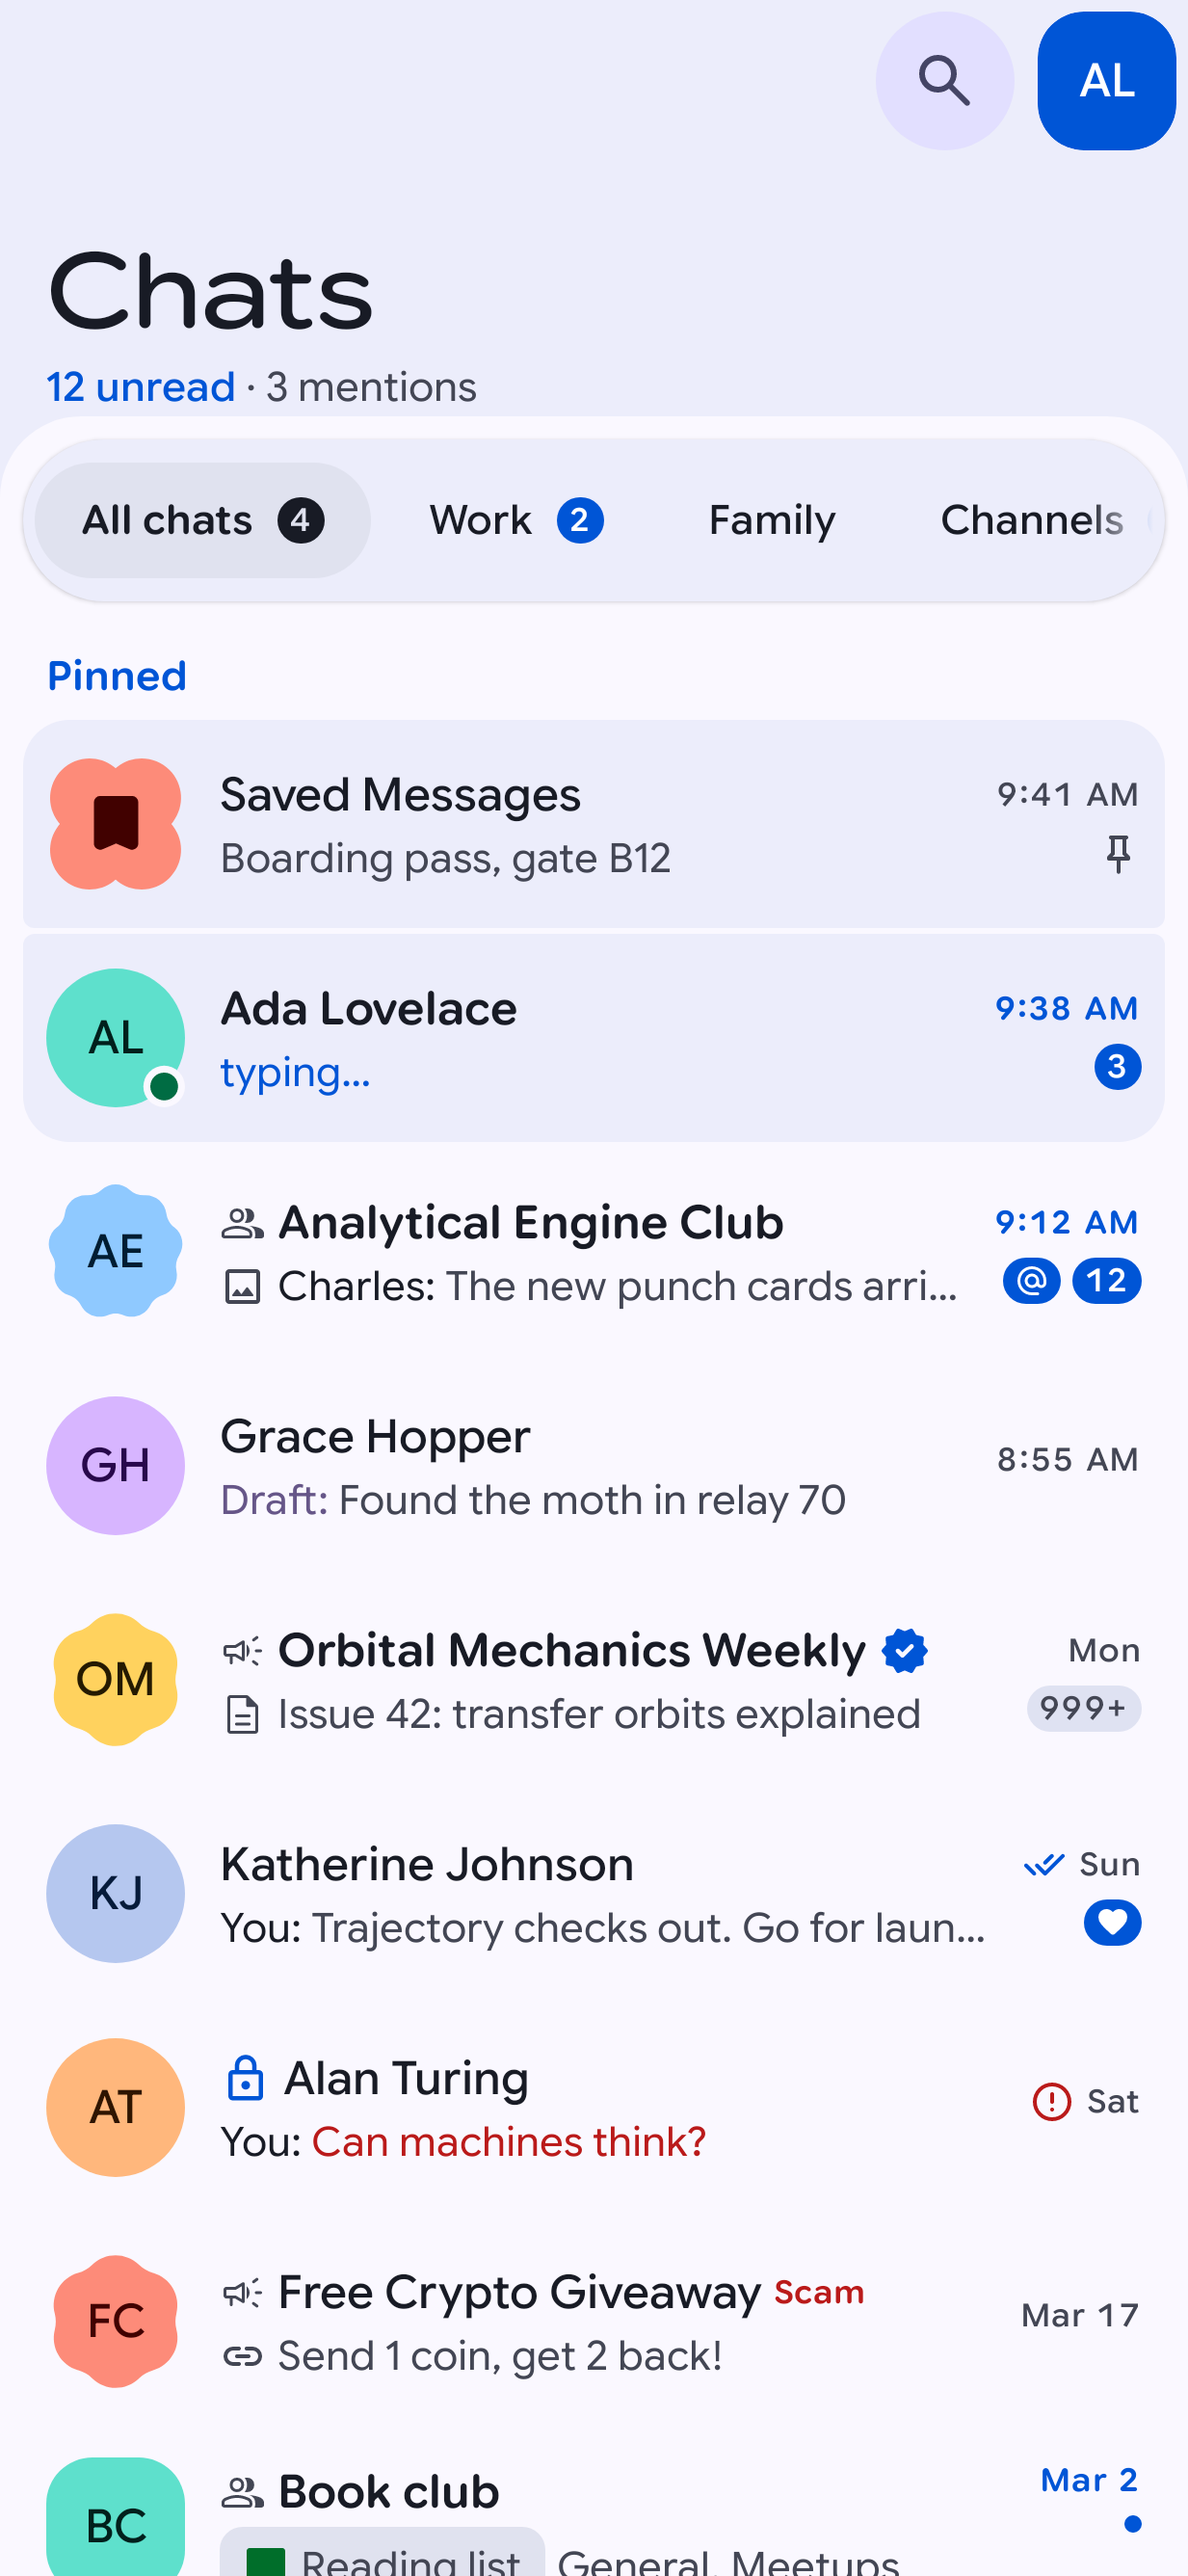 AL
Chats
12 unread · 3 mentions
All chats 4 Work 2 Family Channels
Pinned
Saved Messages 9:41 AM
Boarding pass, gate B12
AL Ada Lovelace 9:38 AM
typing... 3
AE Analytical Engine Club 9:12 AM
Charles: The new punch cards arri... @ 12
GH Grace Hopper 8:55 AM
Draft: Found the moth in relay 70
OM Orbital Mechanics Weekly Mon
Issue 42: transfer orbits explained 999+
KJ Katherine Johnson Sun
You: Trajectory checks out. Go for laun...
AT Alan Turing Sat
You: Can machines think?
FC Free Crypto Giveaway Scam Mar 17
Send 1 coin, get 2 back!
BC Book club Mar 2
Reading list General, Meetups